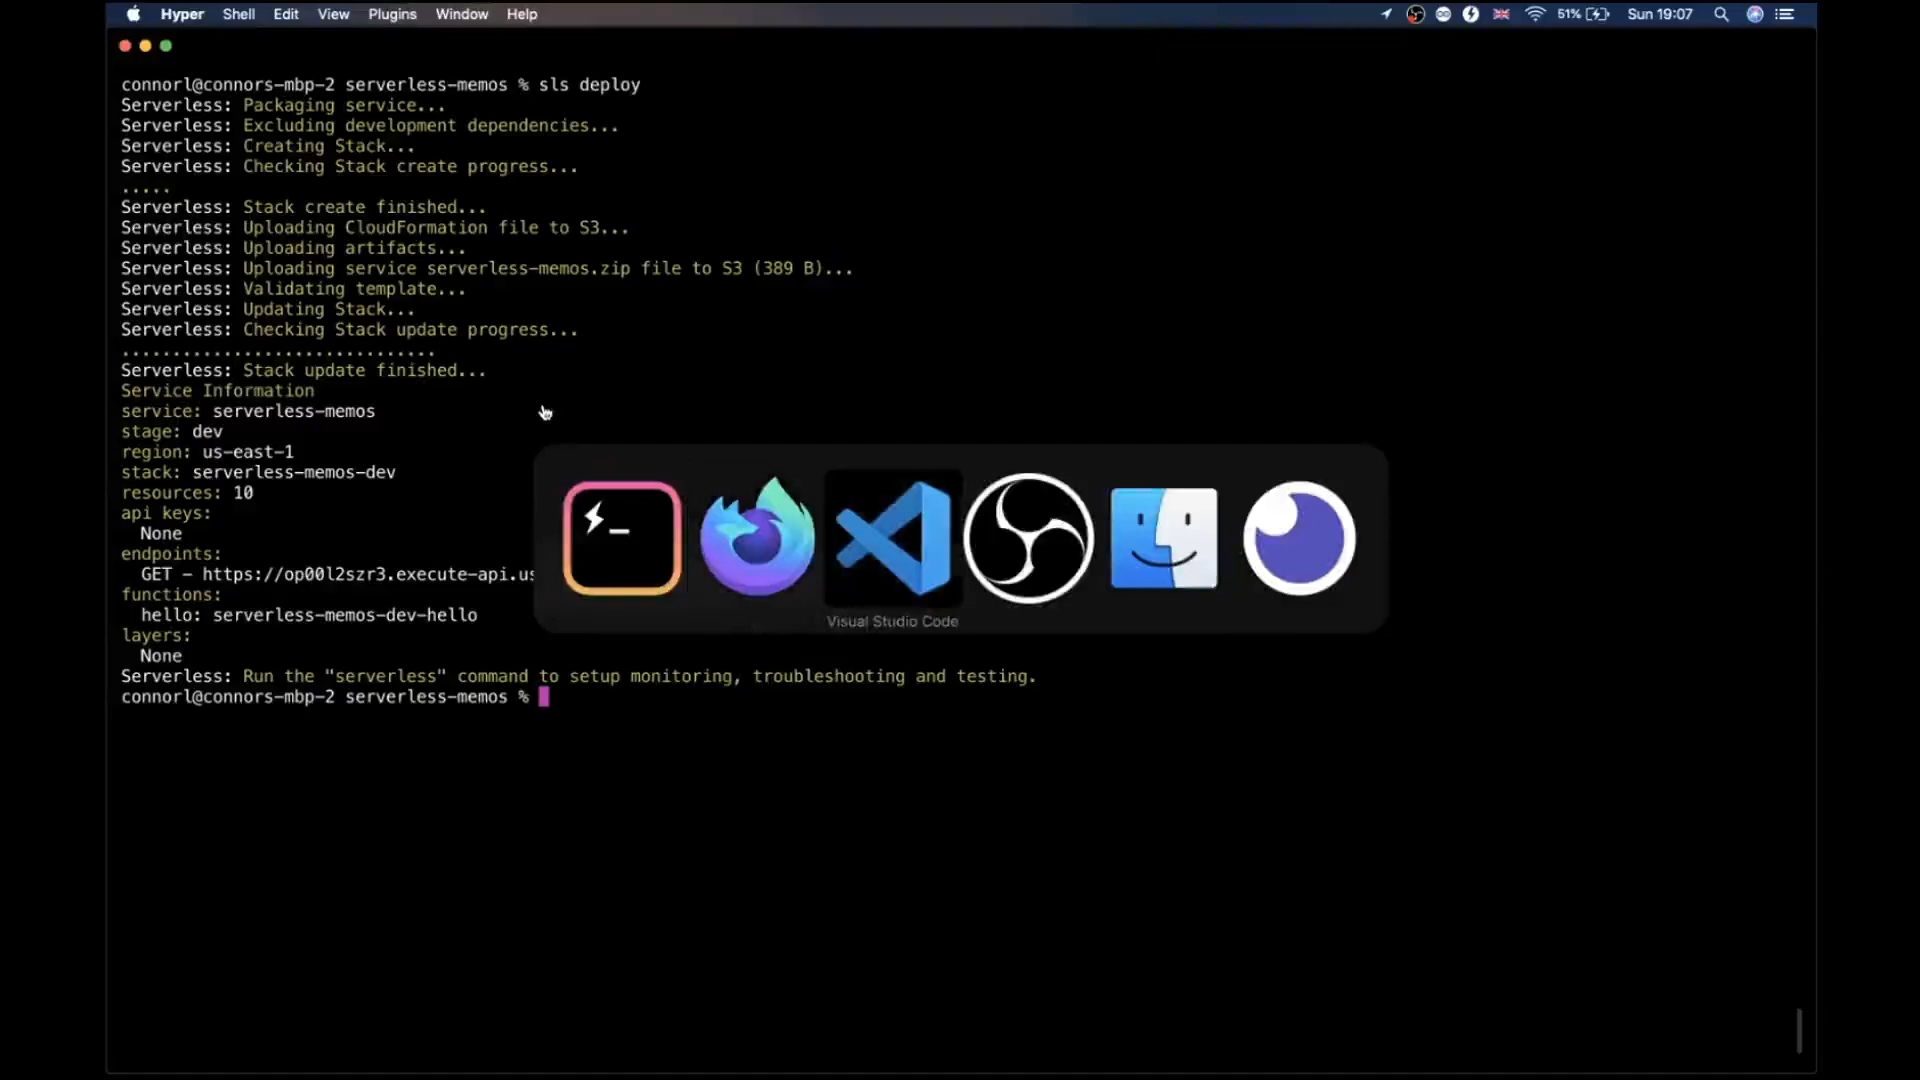 Hyper Shell Edit View Plugins Window Help 51% Sun 19:07
connorl@connors-mbp-2 serverless-memos % sls deploy
Serverless: Packaging service...
Serverless: Excluding development dependencies...
Serverless: Creating Stack...
Serverless: Checking Stack create progress...
.....
Serverless: Stack create finished...
Serverless: Uploading CloudFormation file to S3...
Serverless: Uploading artifacts...
Serverless: Uploading service serverless-memos.zip file to S3 (389 B)...
Serverless: Validating template...
Serverless: Updating Stack...
Serverless: Checking Stack update progress...
...............................
Serverless: Stack update finished...
Service Information
service: serverless-memos
stage: dev
region: us-east-1
stack: serverless-memos-dev
resources: 10
api keys:
None
endpoints:
GET - https://op00l2szr3.execute-api.us
functions:
hello: serverless-memos-dev-hello
Visual Studio Code
layers:
None
Serverless: Run the "serverless" command to setup monitoring, troubleshooting and testing.
connorl@connors-mbp-2 serverless-memos %